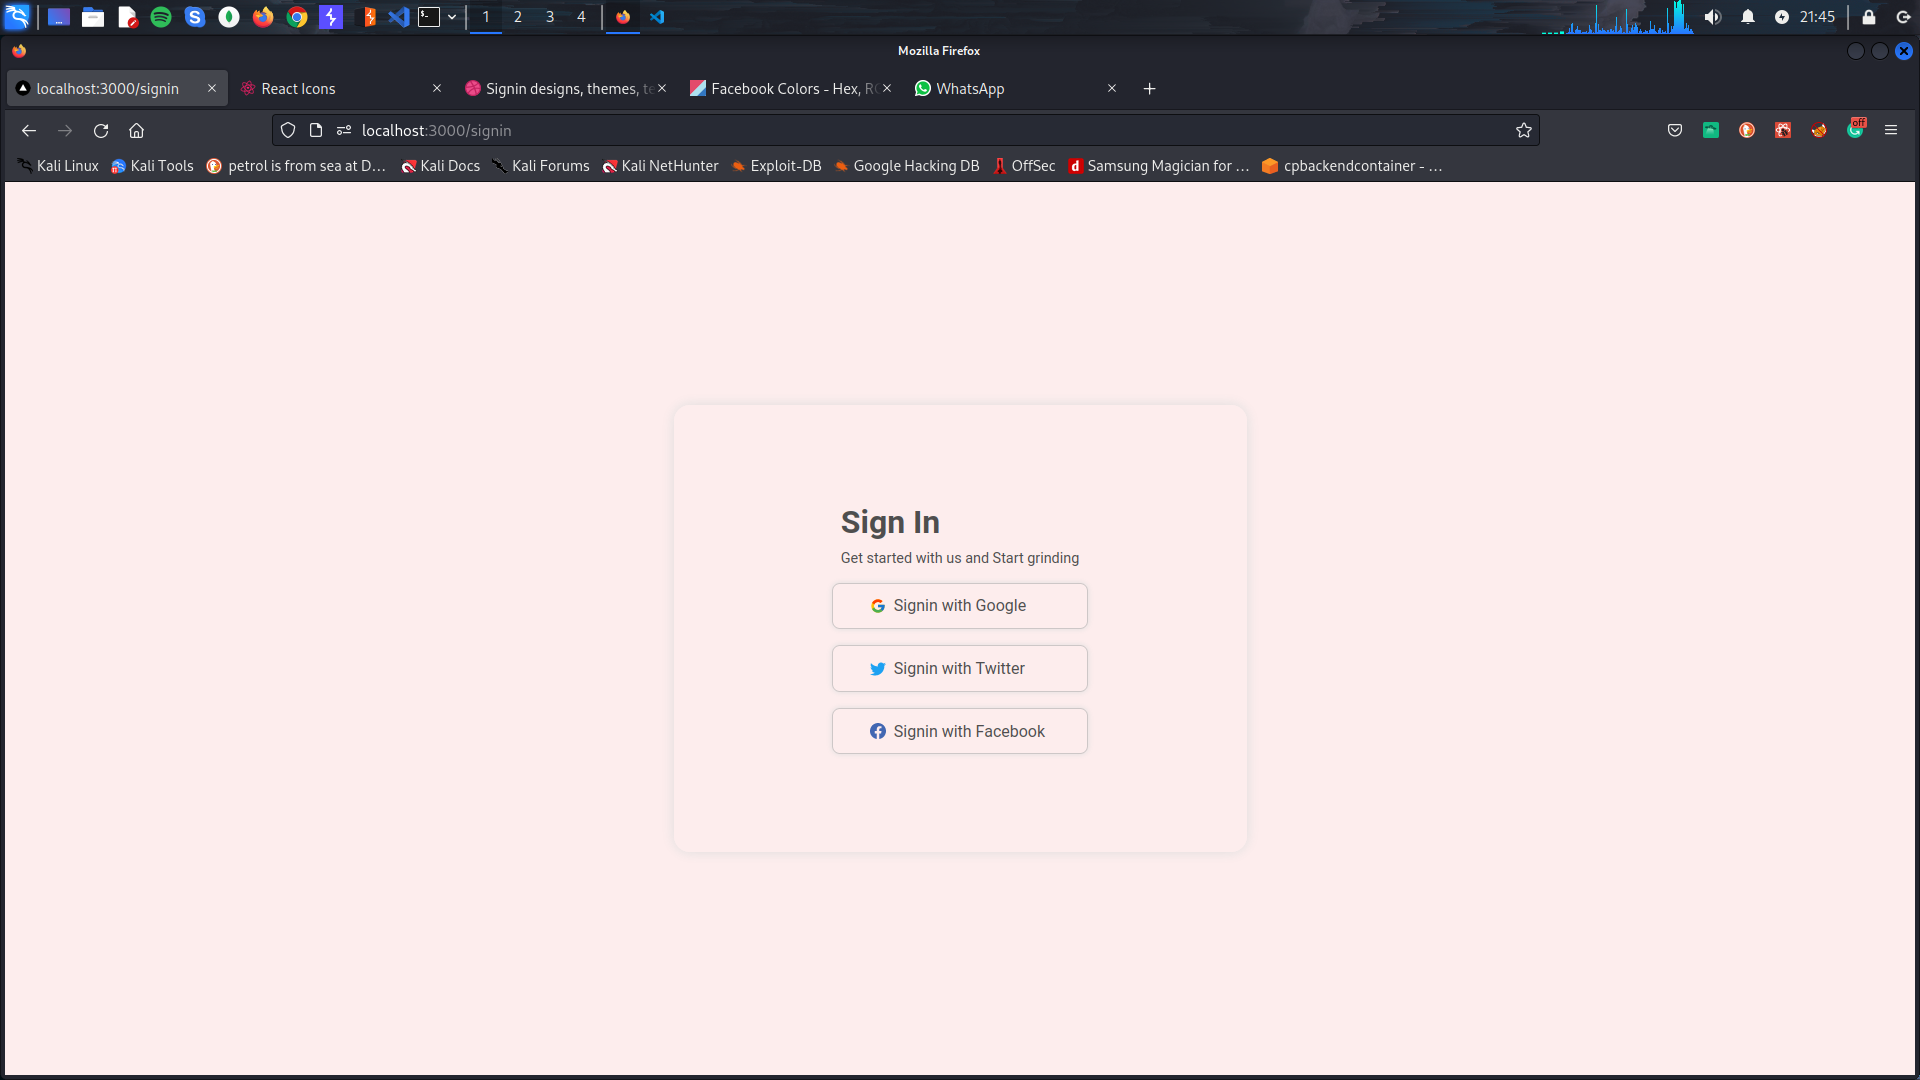 1 2 3 4 21:45
Mozilla Firefox
localhost:3000/signin React Icons Signin designs, themes, te Facebook Colors - Hex, RG WhatsApp
localhost:3000/signin off
Kali Linux Kali Tools petrol is from sea at D… Kali Docs Kali Forums Kali NetHunter Exploit-DB Google Hacking DB OffSec Samsung Magician for … cpbackendcontainer - …
Sign In
Get started with us and Start grinding
Signin with Google
Signin with Twitter
Signin with Facebook